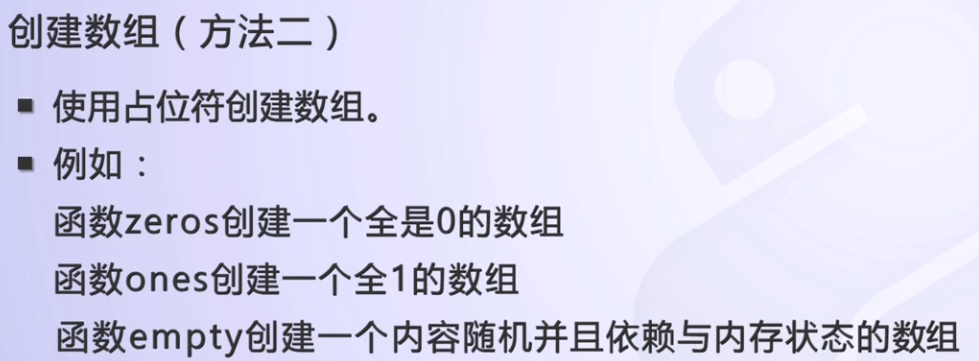 创建数组（方法二）
■ 使用占位符创建数组。
■ 例如：
函数zeros创建一个全是0的数组
函数ones创建一个全1的数组
函数empty创建一个内容随机并且依赖与内存状态的数组